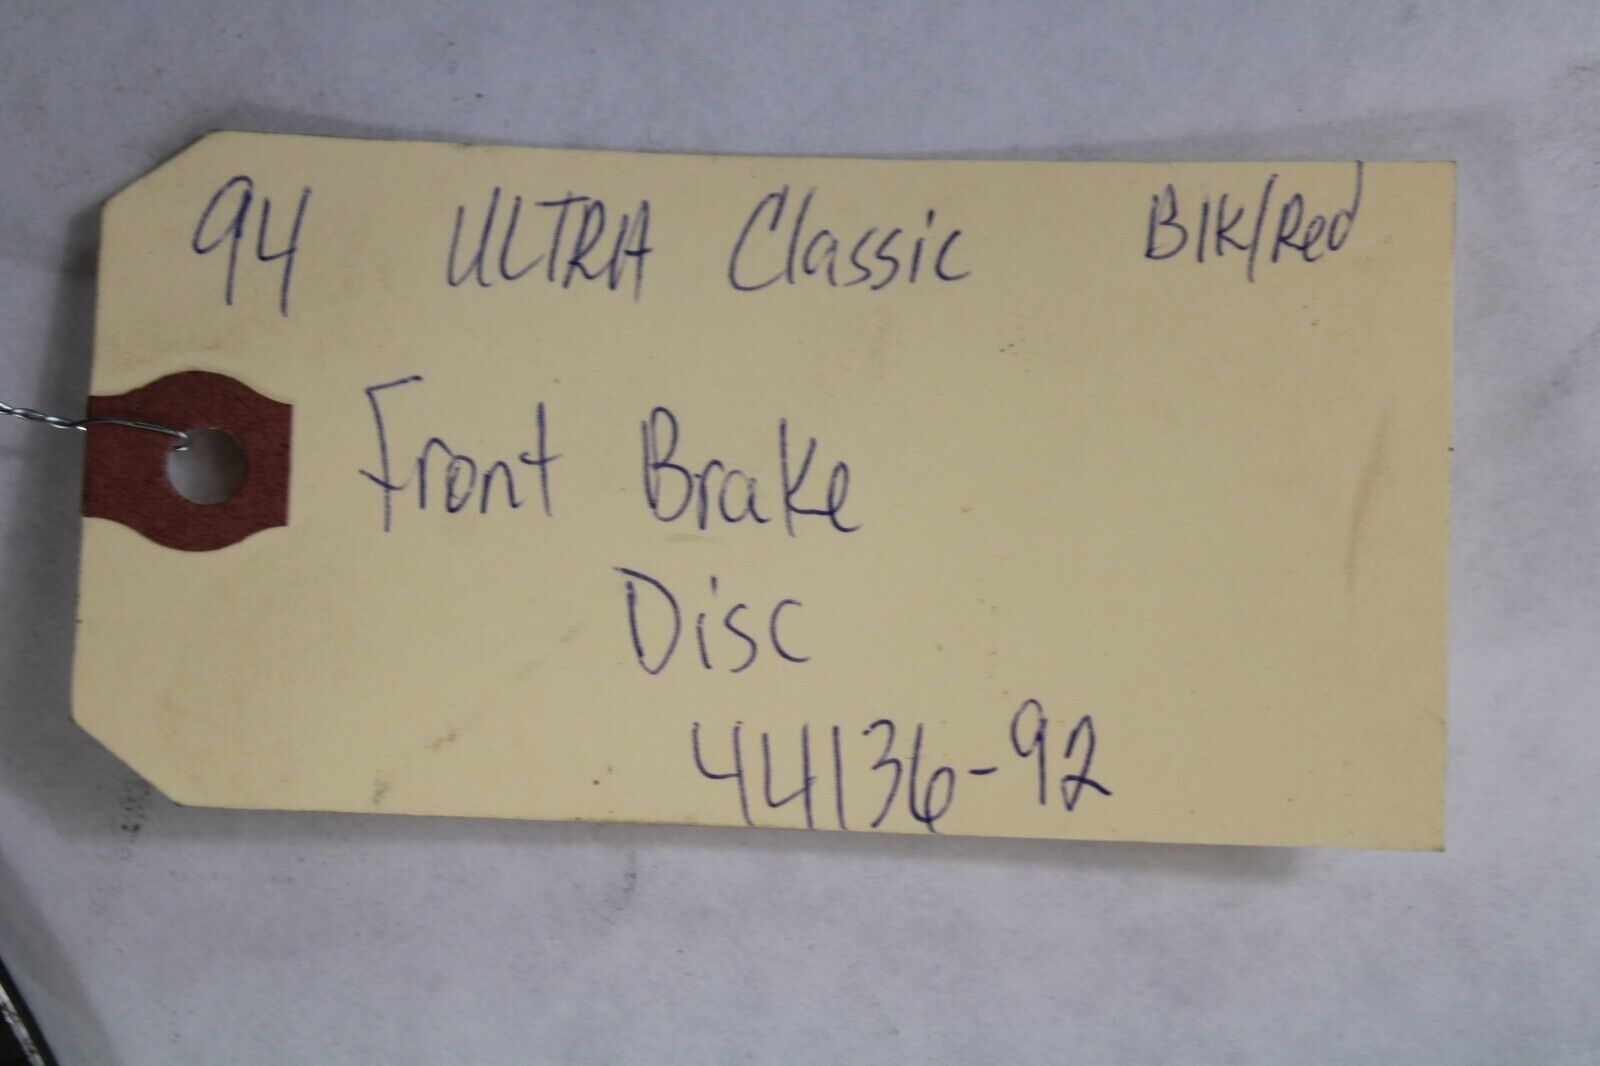 94 ULTRA Classic Blk/Red
Front Brake
Disc
44136-92